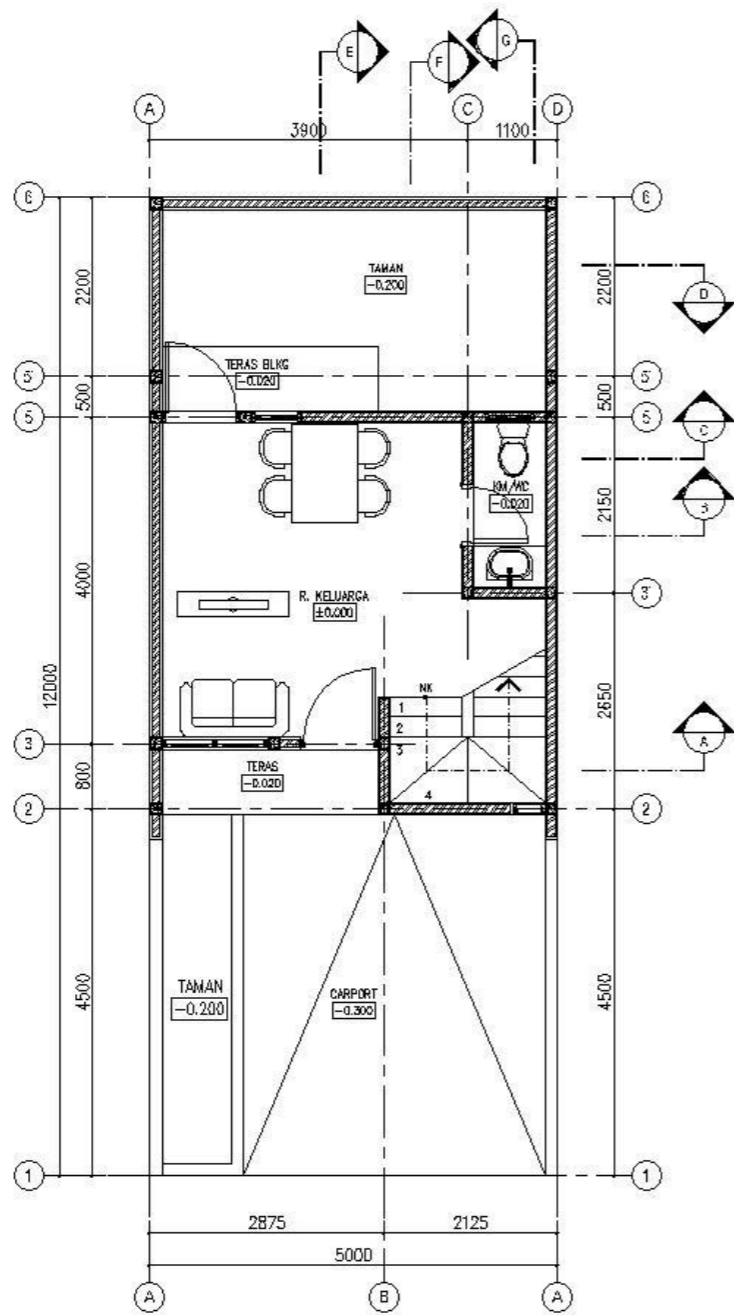 E
F
G
A
C
D
3900
1100
6
6
TAMAN
-0.200
D
2200
2200
12000
TERAS BLKG
-0.020
5'
5'
500
500
5
5
C
KM/WC
-0.020
2150
B
4000
3'
R. KELUARGA
±0.000
NK
1
2
3
4
2650
A
3
TERAS
-0.020
800
2
2
4500
4500
TAMAN
-0.200
CARPORT
-0.300
1
1
2875
2125
5000
A
B
A